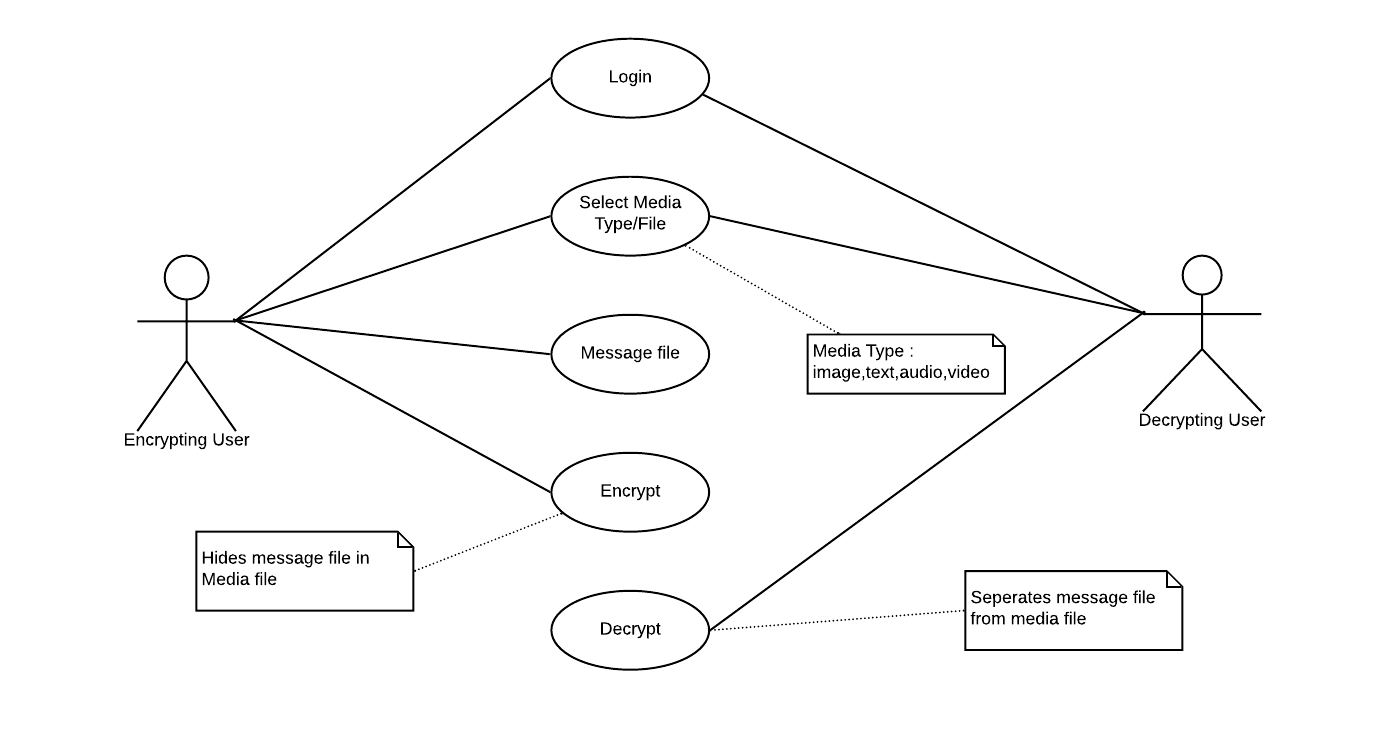 Login
Select Media
Type/File
Message file
Media Type :
image,text,audio,video
Encrypting User
Decrypting User
Encrypt
Hides message file in
Media file
Decrypt
Seperates message file
from media file